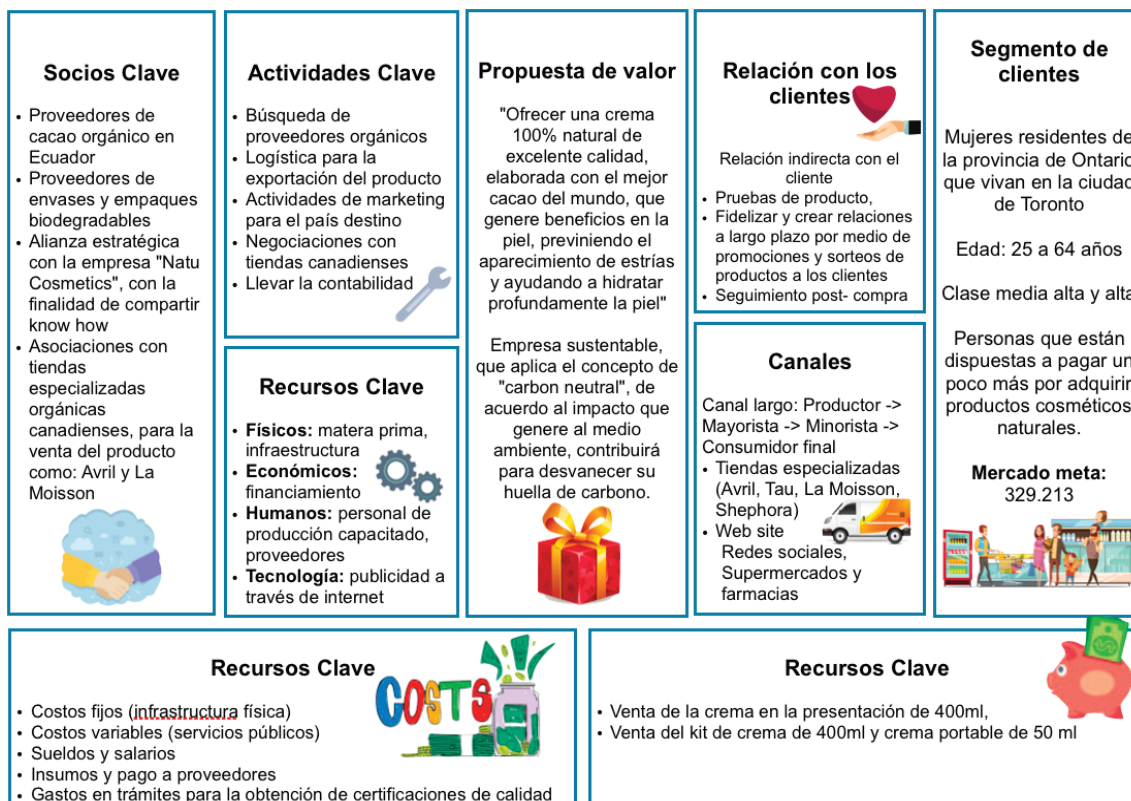 Socios Clave
• Proveedores de
cacao orgánico en
Ecuador
• Proveedores de
envases y empaques
biodegradables
• Alianza estratégica
con la empresa "Natu
Cosmetics", con la
finalidad de compartir
know how
• Asociaciones con
tiendas
especializadas
orgánicas
canadienses, para la
venta del producto
como: Avril y La
Moisson
Actividades Clave
• Búsqueda de
proveedores orgánicos
• Logística para la
exportación del producto
• Actividades de marketing
para el país destino
• Negociaciones con
tiendas canadienses
• Llevar la contabilidad
Recursos Clave
• Físicos: matera prima,
infraestructura
• Económicos:
financiamiento
• Humanos: personal de
producción capacitado,
proveedores
• Tecnología: publicidad a
través de internet
Propuesta de valor
"Ofrecer una crema
100% natural de
excelente calidad,
elaborada con el mejor
cacao del mundo, que
genere beneficios en la
piel, previniendo el
aparecimiento de estrías
y ayudando a hidratar
profundamente la piel"
Empresa sustentable,
que aplica el concepto de
"carbon neutral", de
acuerdo al impacto que
genere al medio
ambiente, contribuirá
para desvanecer su
huella de carbono.
Relación con los
clientes
Relación indirecta con el
cliente
• Pruebas de producto,
• Fidelizar y crear relaciones
a largo plazo por medio de
promociones y sorteos de
productos a los clientes
• Seguimiento post- compra
Canales
Canal largo: Productor ->
Mayorista -> Minorista ->
Consumidor final
• Tiendas especializadas
(Avril, Tau, La Moisson,
Shephora)
• Web site
Redes sociales,
Supermercados y
farmacias
Segmento de
clientes
Mujeres residentes de
la provincia de Ontario
que vivan en la ciudad
de Toronto
Edad: 25 a 64 años
Clase media alta y alta
Personas que están
dispuestas a pagar un
poco más por adquirir
productos cosméticos
naturales.
Mercado meta:
329.213
Recursos Clave
COSTS
• Costos fijos (infrastructura física)
• Costos variables (servicios públicos)
• Sueldos y salarios
• Insumos y pago a proveedores
• Gastos en trámites para la obtención de certificaciones de calidad
Recursos Clave
• Venta de la crema en la presentación de 400ml,
• Venta del kit de crema de 400ml y crema portable de 50 ml